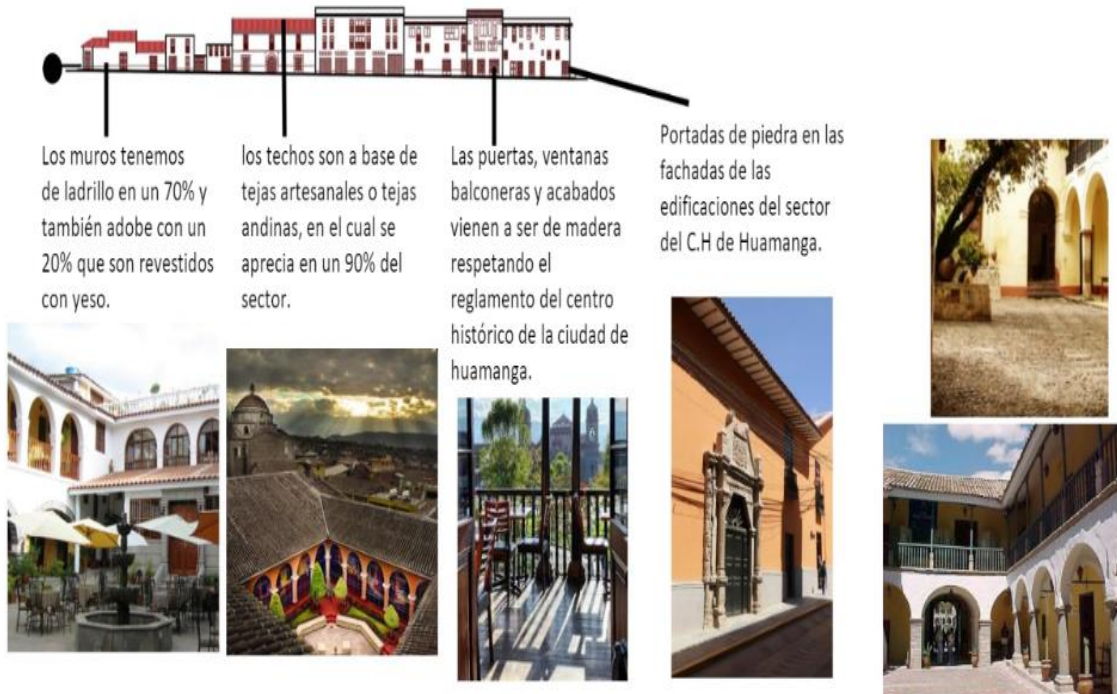 Los muros tenemos
de ladrillo en un 70% y
también adobe con un
20% que son revestidos
con yeso.
los techos son a base de
tejas artesanales o tejas
andinas, en el cual se
aprecia en un 90% del
sector.
Las puertas, ventanas
balconeras y acabados
vienen a ser de madera
respetando el
reglamento del centro
histórico de la ciudad de
huamanga.
Portadas de piedra en las
fachadas de las
edificaciones del sector
del C.H de Huamanga.